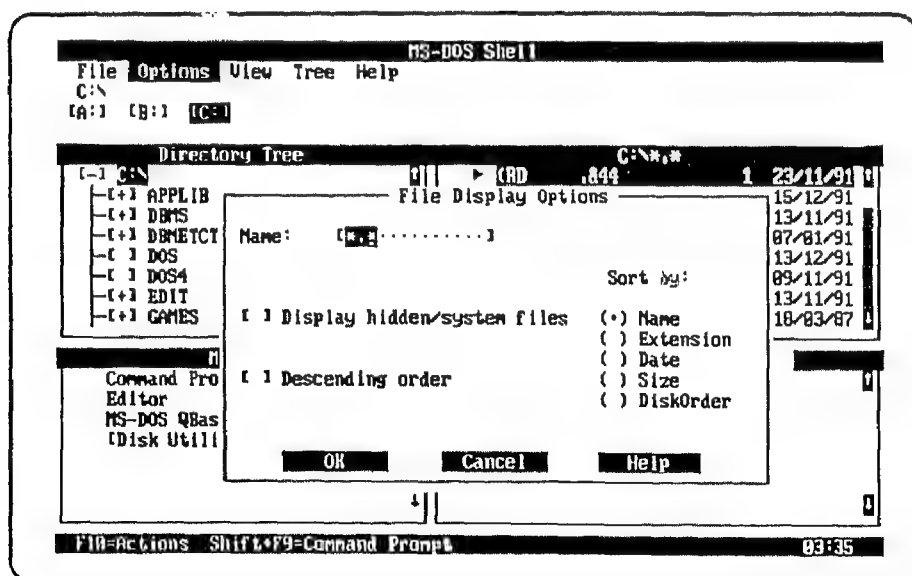 MS-DOS Shell
File Options View Tree Help
C:\
[A:] [B:] [C:]
Directory Tree
C:\*.*
[-] C:\
[+] APPLIB
[+] DBMS
[+] DBMETCT
[ ] DOS
[ ] DOS4
[+] EDIT
[+] GAMES
.844 1 23/11/91
15/12/91
13/11/91
07/01/91
13/12/91
09/11/91
13/11/91
18/03/87
File Display Options
Name: [*.*··········]
Sort by:
[ ] Display hidden/system files
(•) Name
( ) Extension
( ) Date
[ ] Descending order
( ) Size
( ) DiskOrder
OK Cancel Help
M
Command Pro
Editor
MS-DOS QBas
[Disk Utili
F10=Actions Shift+F9=Command Prompt 03:35